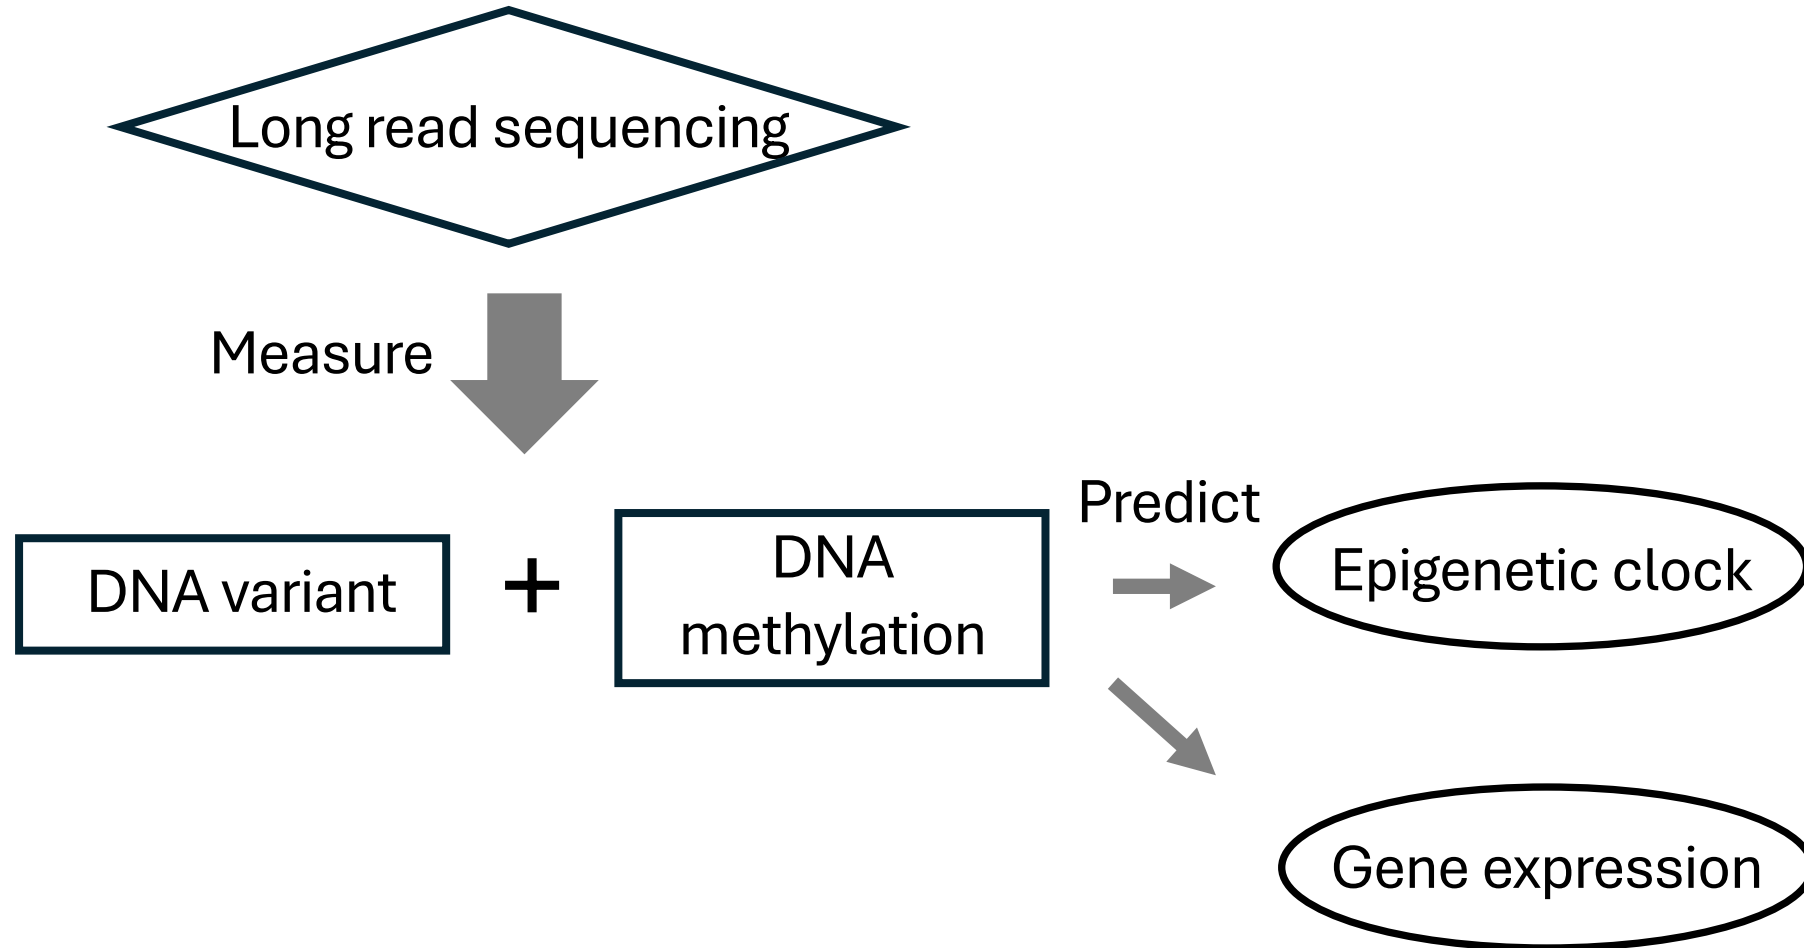 Long read sequencing
Measure
Predict
DNA variant
+
DNA
methylation
Epigenetic clock
Gene expression